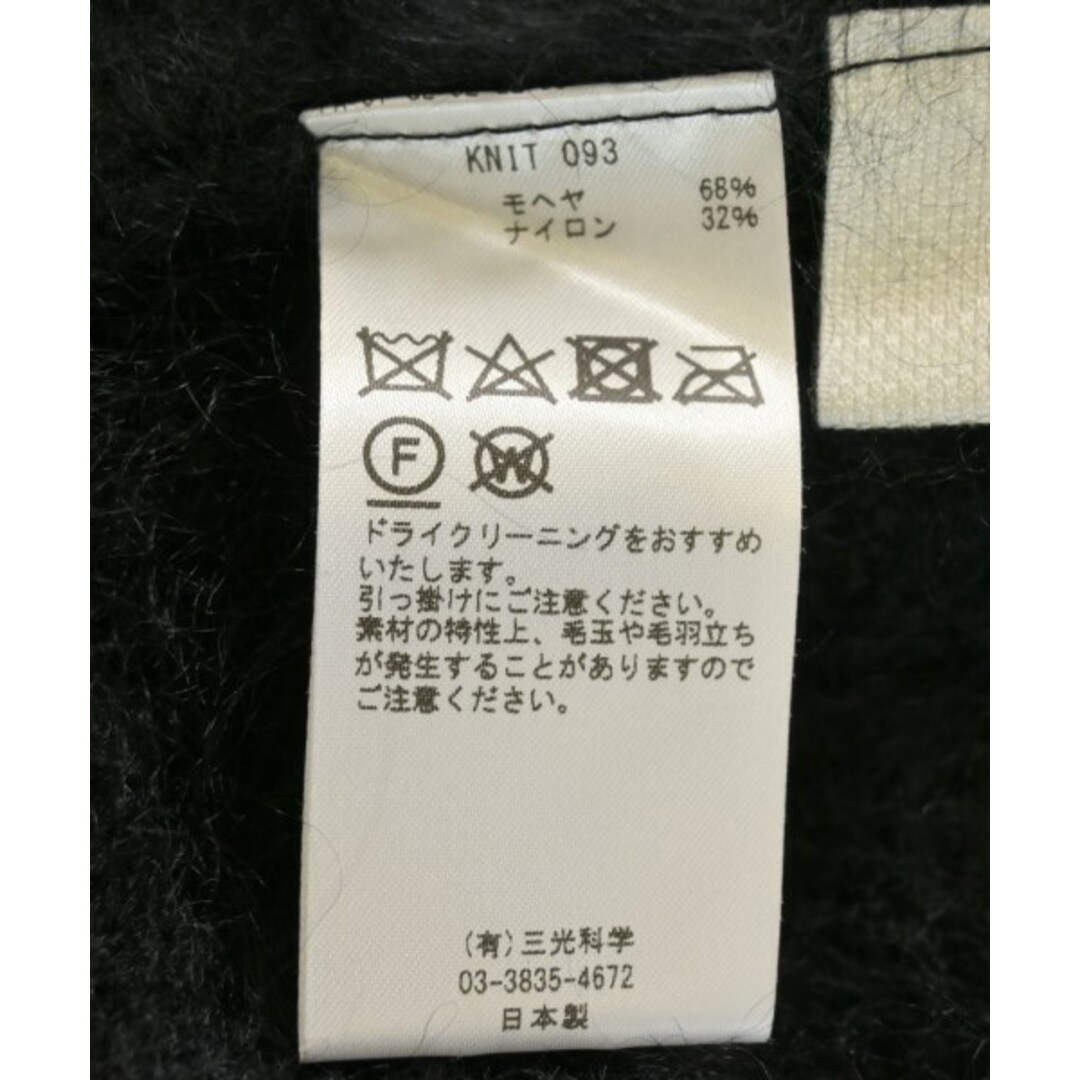 KNIT 093
モヘヤ 68%
ナイロン 32%
F W
ドライクリーニングをおすすめ
いたします。
引っ掛けにご注意ください。
素材の特性上、毛玉や毛羽立ち
が発生することがありますので
ご注意ください。
(有)三光科学
03-3835-4672
日本製